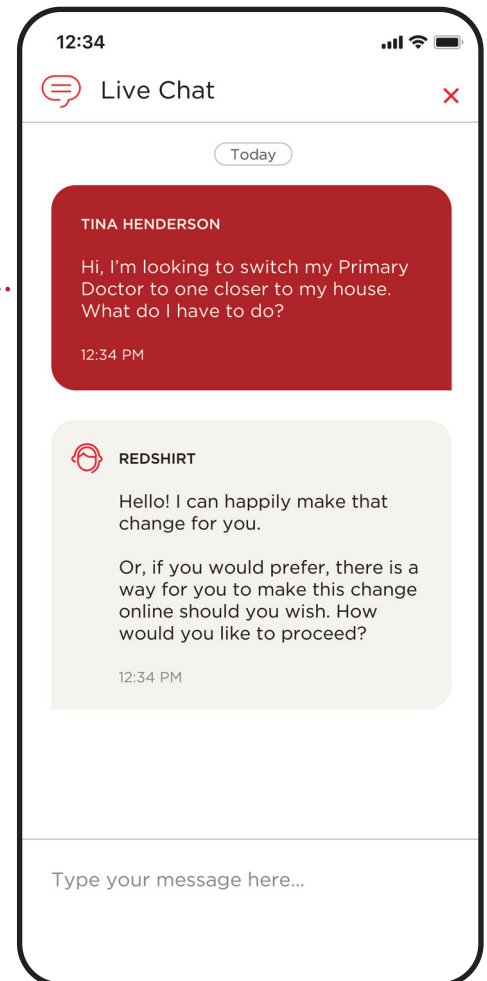 12:34
Live Chat
Today
TINA HENDERSON
Hi, I’m looking to switch my Primary
Doctor to one closer to my house.
What do I have to do?
12:34 PM
REDSHIRT
Hello! I can happily make that
change for you.
Or, if you would prefer, there is a
way for you to make this change
online should you wish. How
would you like to proceed?
12:34 PM
Type your message here...